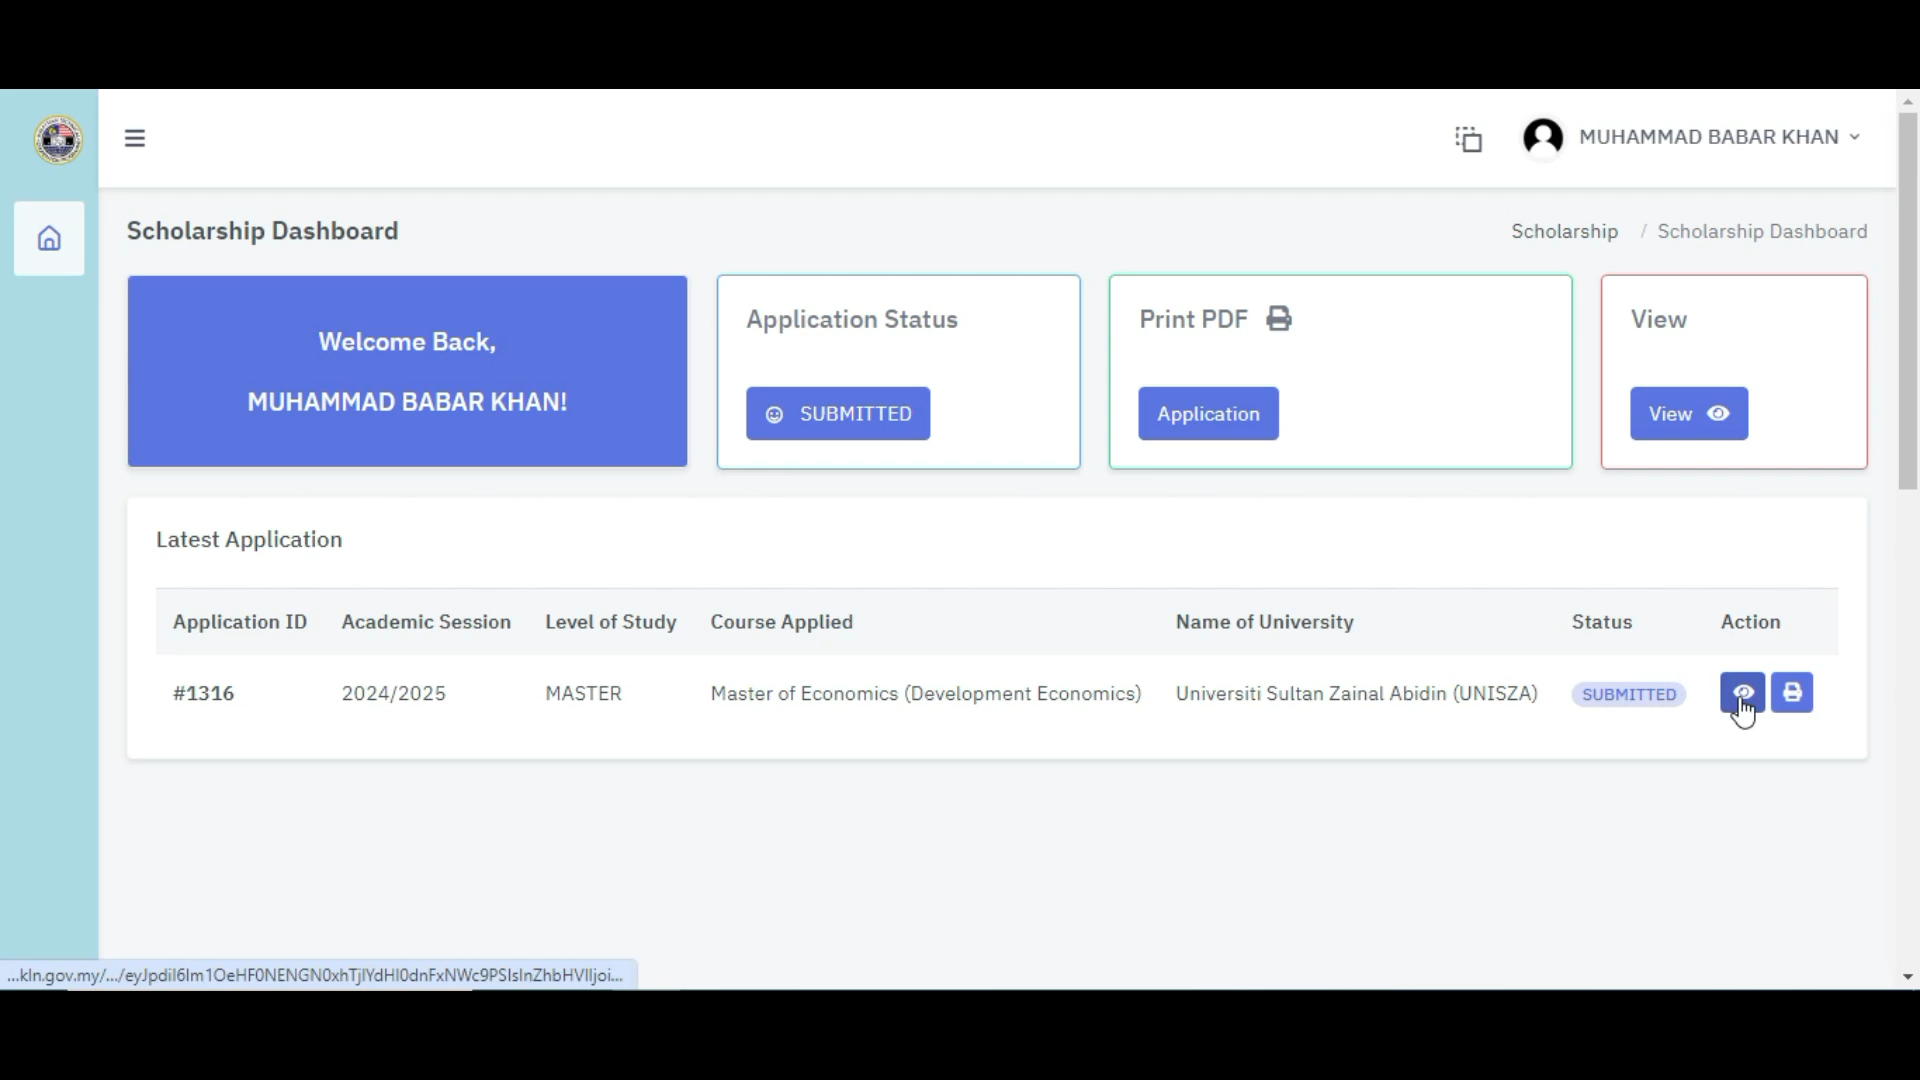 MUHAMMAD BABAR KHAN
Scholarship Dashboard
Scholarship / Scholarship Dashboard
Welcome Back,
MUHAMMAD BABAR KHAN!
Application Status
SUBMITTED
Print PDF
Application
View
View
Latest Application
Application ID Academic Session Level of Study Course Applied Name of University Status Action
#1316 2024/2025 MASTER Master of Economics (Development Economics) Universiti Sultan Zainal Abidin (UNISZA) SUBMITTED